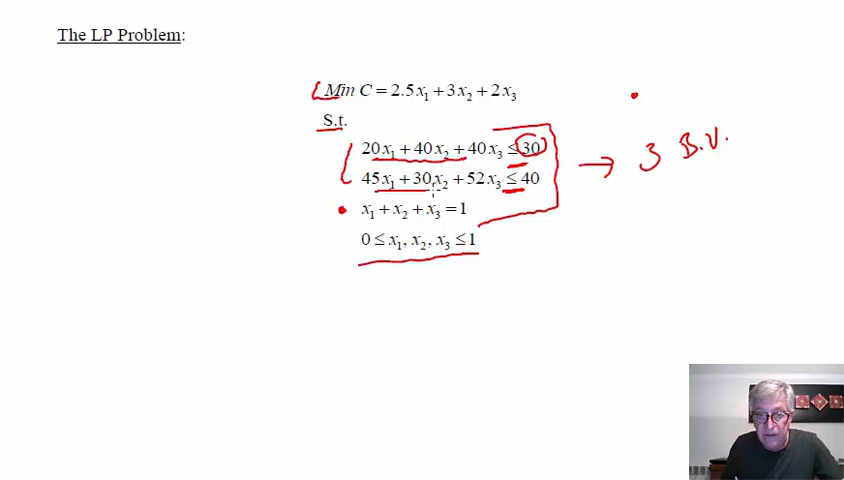 The LP Problem:
Min C = 2.5x₁ + 3x₂ + 2x₃
S.t.
20x₁ + 40x₂ + 40x₃ ≤ 30
45x₁ + 30x₂ + 52x₃ ≤ 40
x₁ + x₂ + x₃ = 1
0 ≤ x₁, x₂, x₃ ≤ 1
→ 3 B.V.